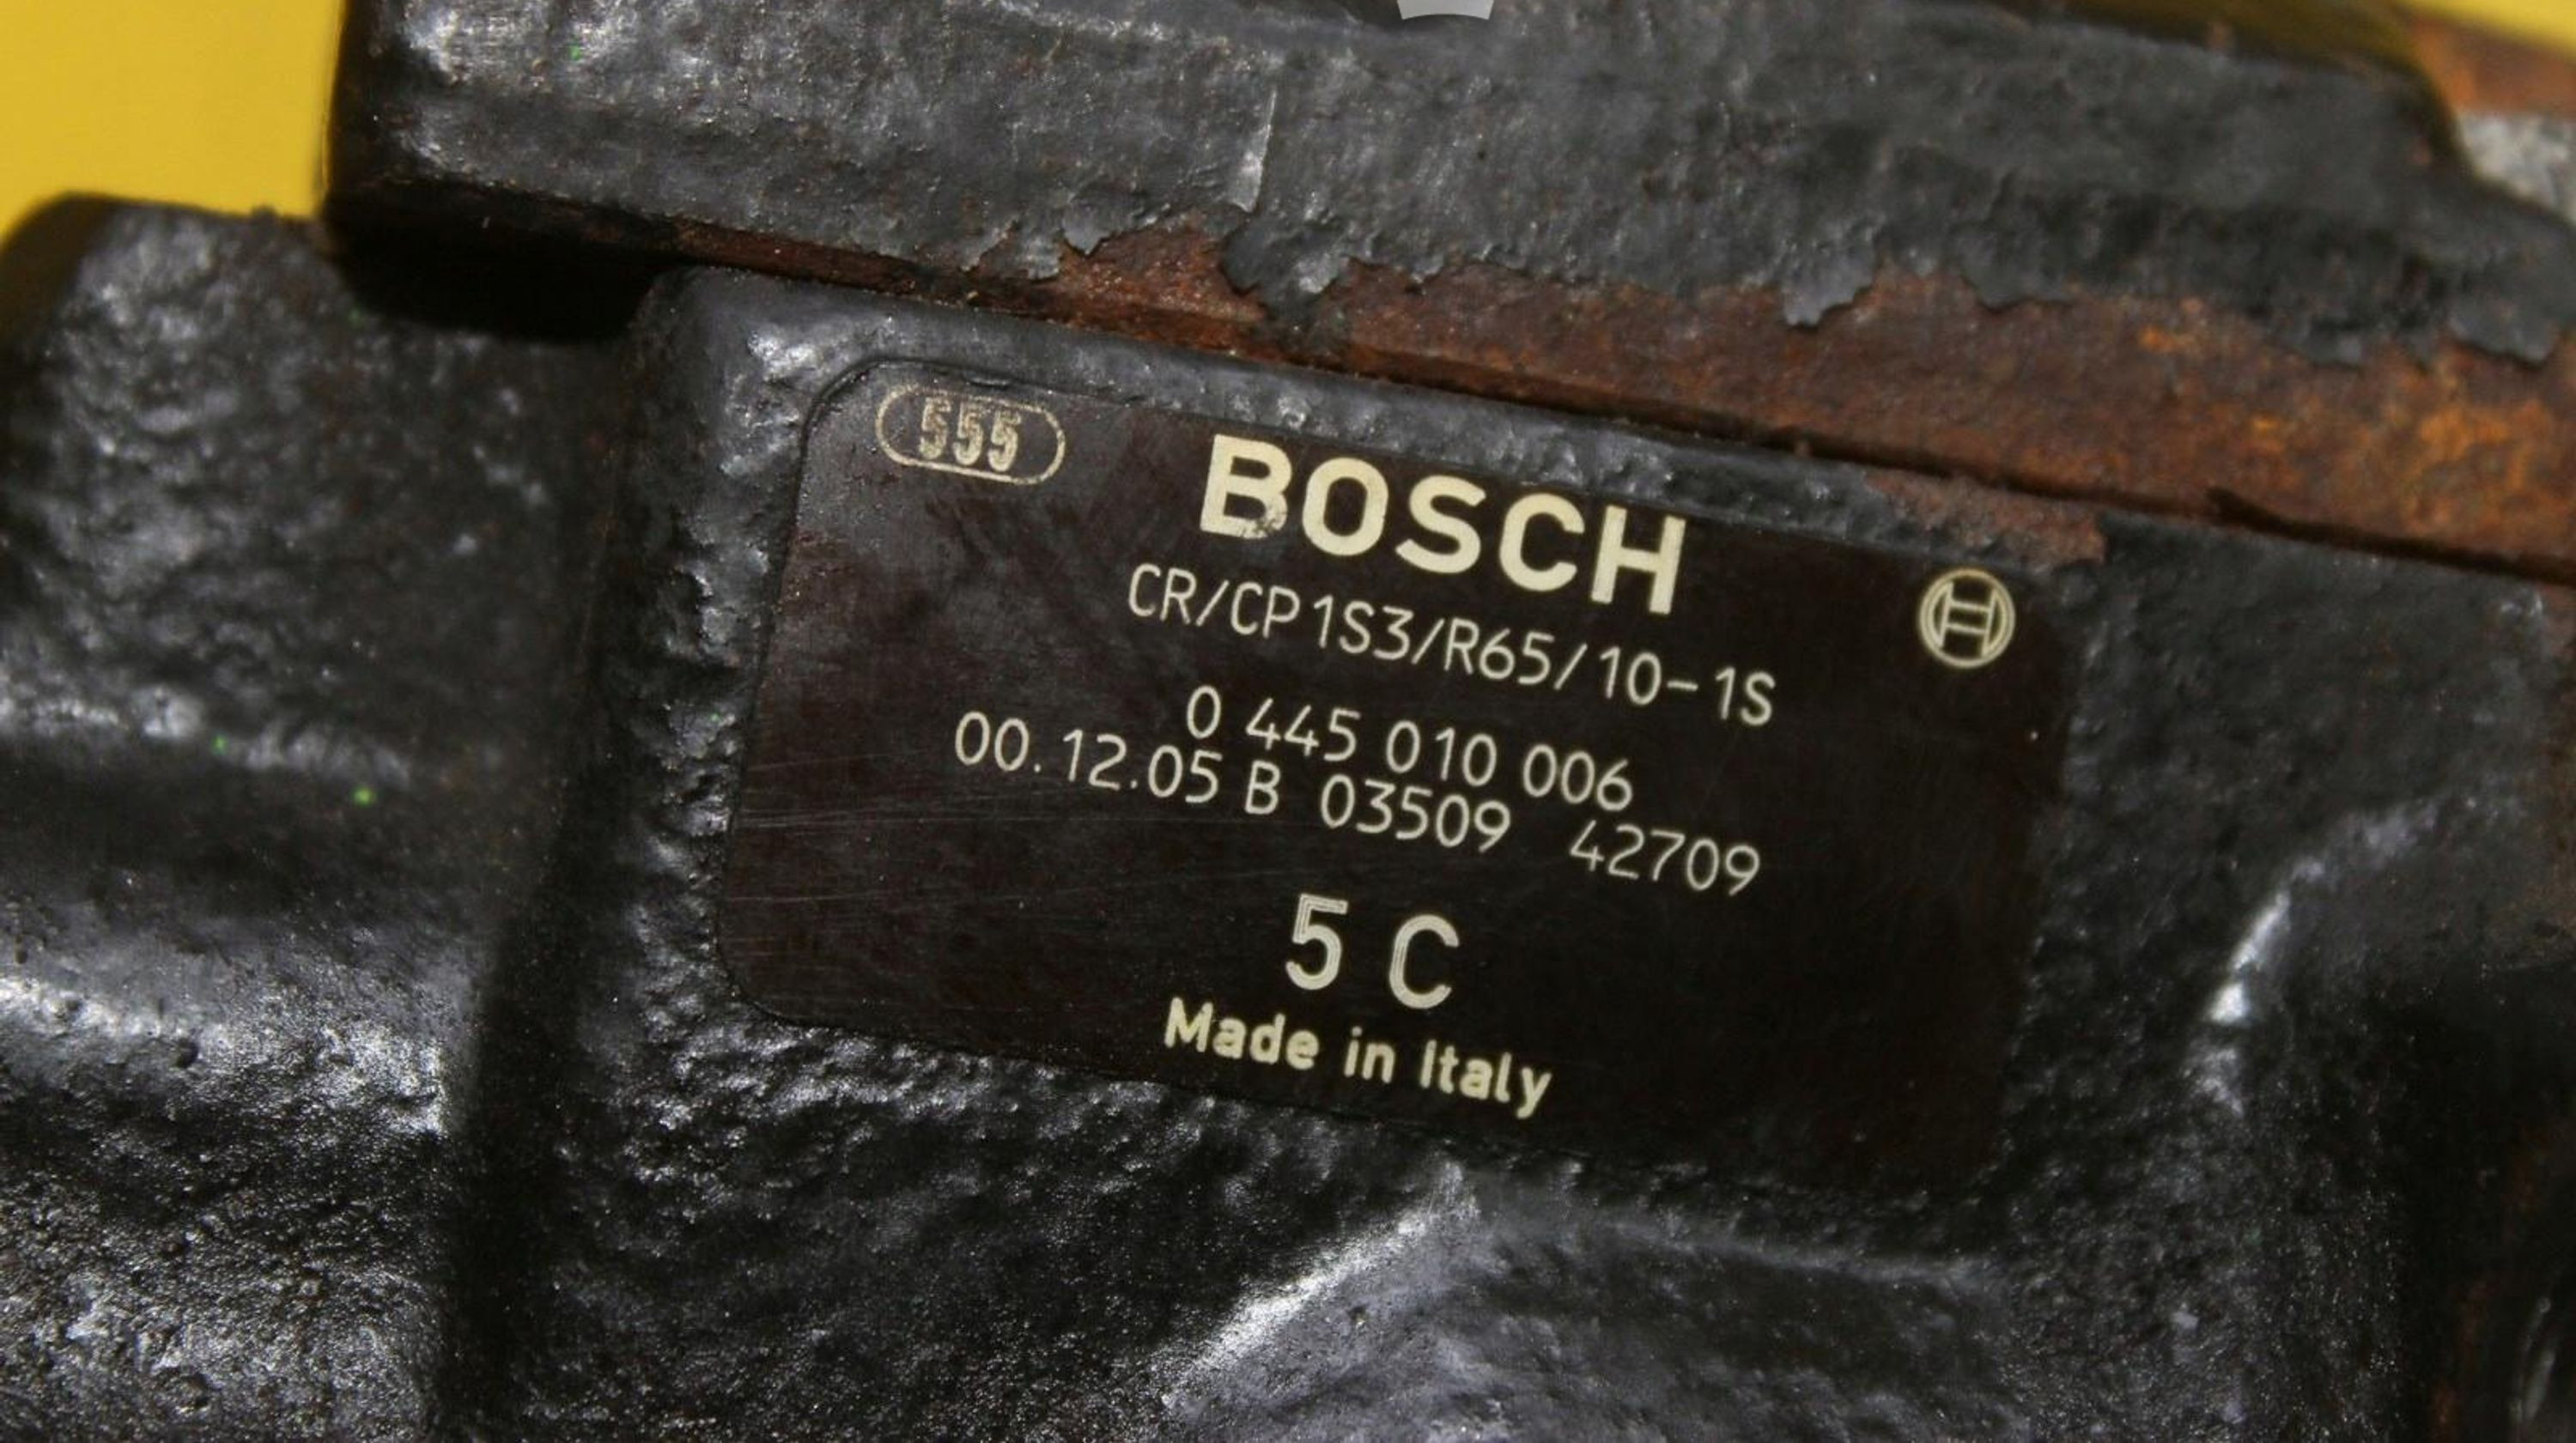 555
BOSCH
CR/CP1S3/R65/10-1S
0 445 010 006
00.12.05 B 03509 42709
5 C
Made in Italy